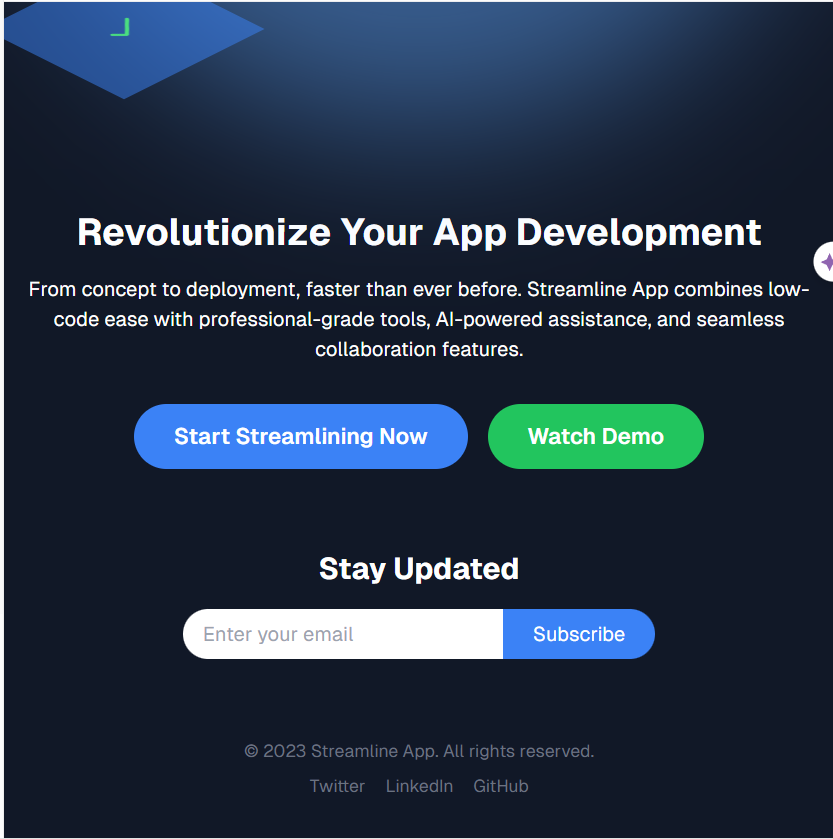 Revolutionize Your App Development
From concept to deployment, faster than ever before. Streamline App combines low-
code ease with professional-grade tools, AI-powered assistance, and seamless
collaboration features.
Start Streamlining Now
Watch Demo
Stay Updated
Enter your email
Subscribe
© 2023 Streamline App. All rights reserved.
Twitter LinkedIn GitHub